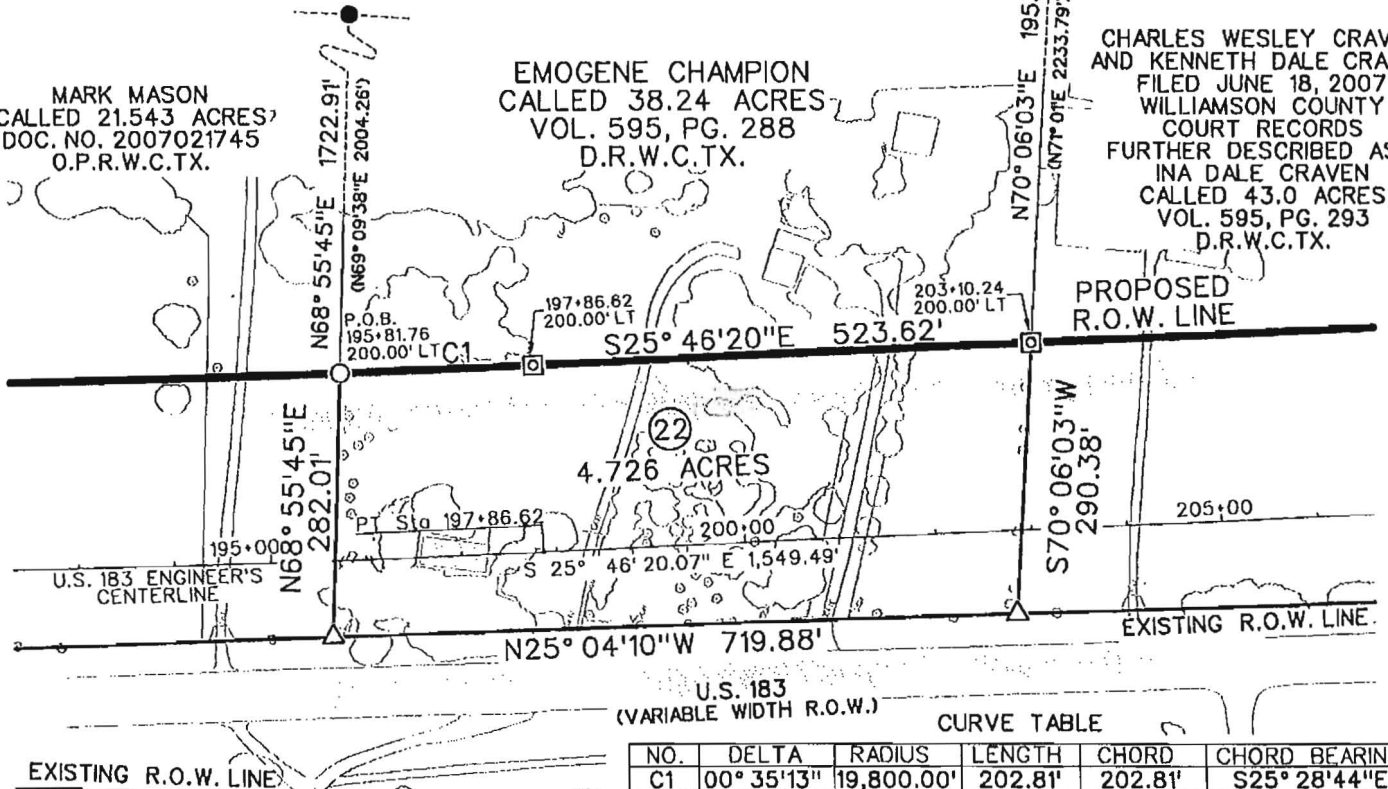 MARK MASON
CALLED 21.543 ACRES
DOC. NO. 2007021745
O.P.R.W.C.TX.
N68° 55'45"E 1722.91'
(N69° 09'38"E 2004.26')
EMOGENE CHAMPION
CALLED 38.24 ACRES
VOL. 595, PG. 288
D.R.W.C.TX.
N70° 06'03"E 195.
(N71° 01'E 2233.79'
CHARLES WESLEY CRAV
AND KENNETH DALE CRA
FILED JUNE 18, 2007
WILLIAMSON COUNTY
COURT RECORDS
FURTHER DESCRIBED AS
INA DALE CRAVEN
CALLED 43.0 ACRES
VOL. 595, PG. 293
D.R.W.C.TX.
P.O.B.
195+81.76
200.00' LT
C1
197+86.62
200.00' LT
S25° 46'20"E 523.62'
203+10.24
200.00' LT
PROPOSED
R.O.W. LINE
22
4.726 ACRES
N68° 55'45"E
282.01'
S70° 06'03"W
290.38'
PT Sta 197+86.62
195+00
200+00
205+00
S 25° 46' 20.07" E 1,549.49'
U.S. 183 ENGINEER'S
CENTERLINE
N25° 04'10"W 719.88'
EXISTING R.O.W. LINE
U.S. 183
(VARIABLE WIDTH R.O.W.)
EXISTING R.O.W. LINE
CURVE TABLE
NO. DELTA RADIUS LENGTH CHORD CHORD BEARIN
C1 00° 35'13" 19,800.00' 202.81' 202.81' S25° 28'44"E